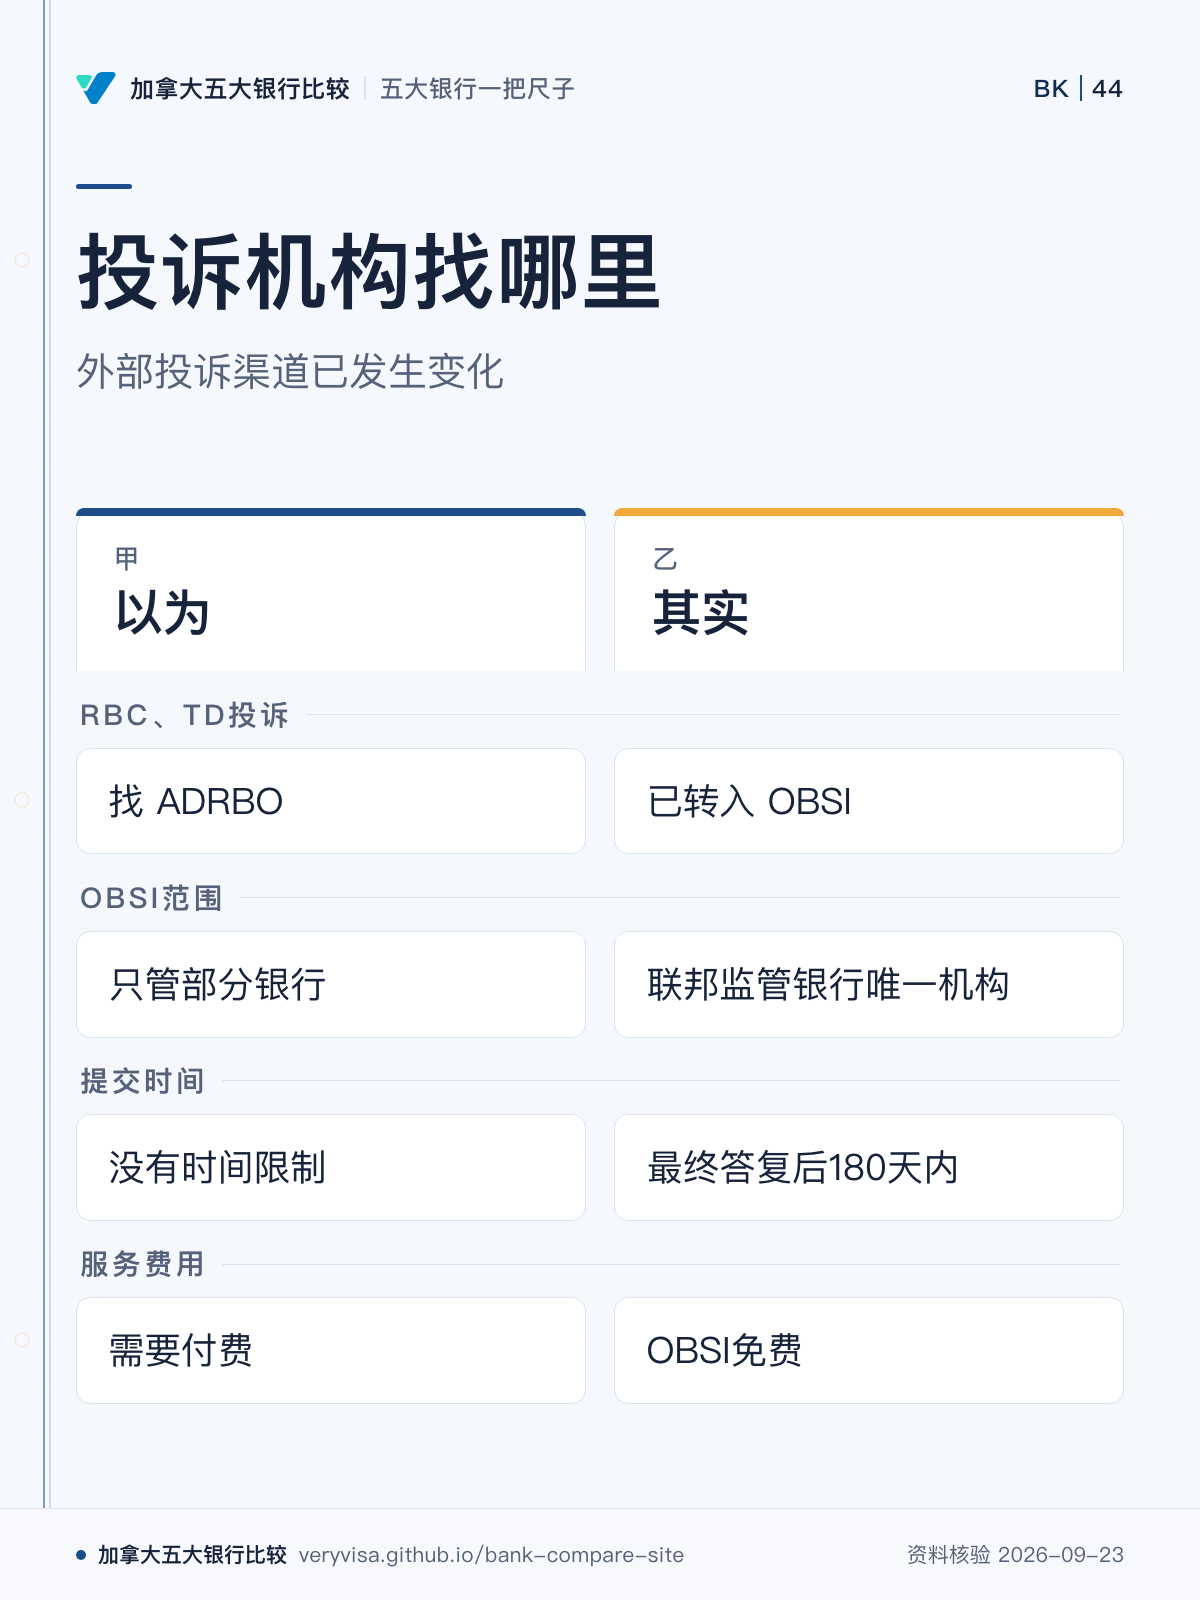 加拿大五大银行比较 五大银行一把尺子 BK 44
投诉机构找哪里
外部投诉渠道已发生变化
甲 乙
以为 其实
RBC、TD投诉
找 ADRBO 已转入 OBSI
OBSI范围
只管部分银行 联邦监管银行唯一机构
提交时间
没有时间限制 最终答复后180天内
服务费用
需要付费 OBSI免费
加拿大五大银行比较 veryvisa.github.io/bank-compare-site 资料核验 2026-09-23